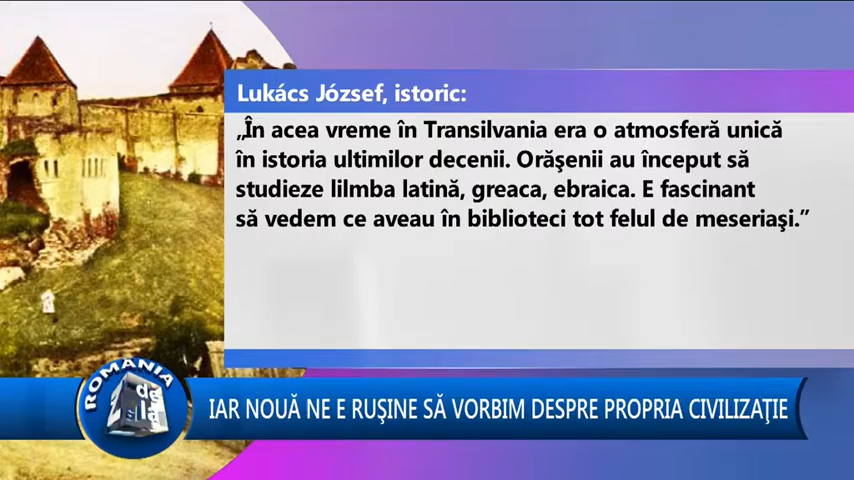 Lukács József, istoric:
„În acea vreme în Transilvania era o atmosferă unică
în istoria ultimilor decenii. Orăşenii au început să
studieze lilmba latină, greaca, ebraica. E fascinant
să vedem ce aveau în biblioteci tot felul de meseriaşi.”
ROMANIA
de la
IAR NOUĂ NE E RUŞINE SĂ VORBIM DESPRE PROPRIA CIVILIZAŢIE